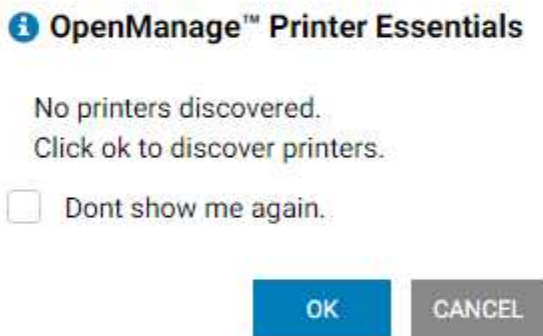 OpenManage™ Printer Essentials
No printers discovered.
Click ok to discover printers.
Dont show me again.
OK CANCEL